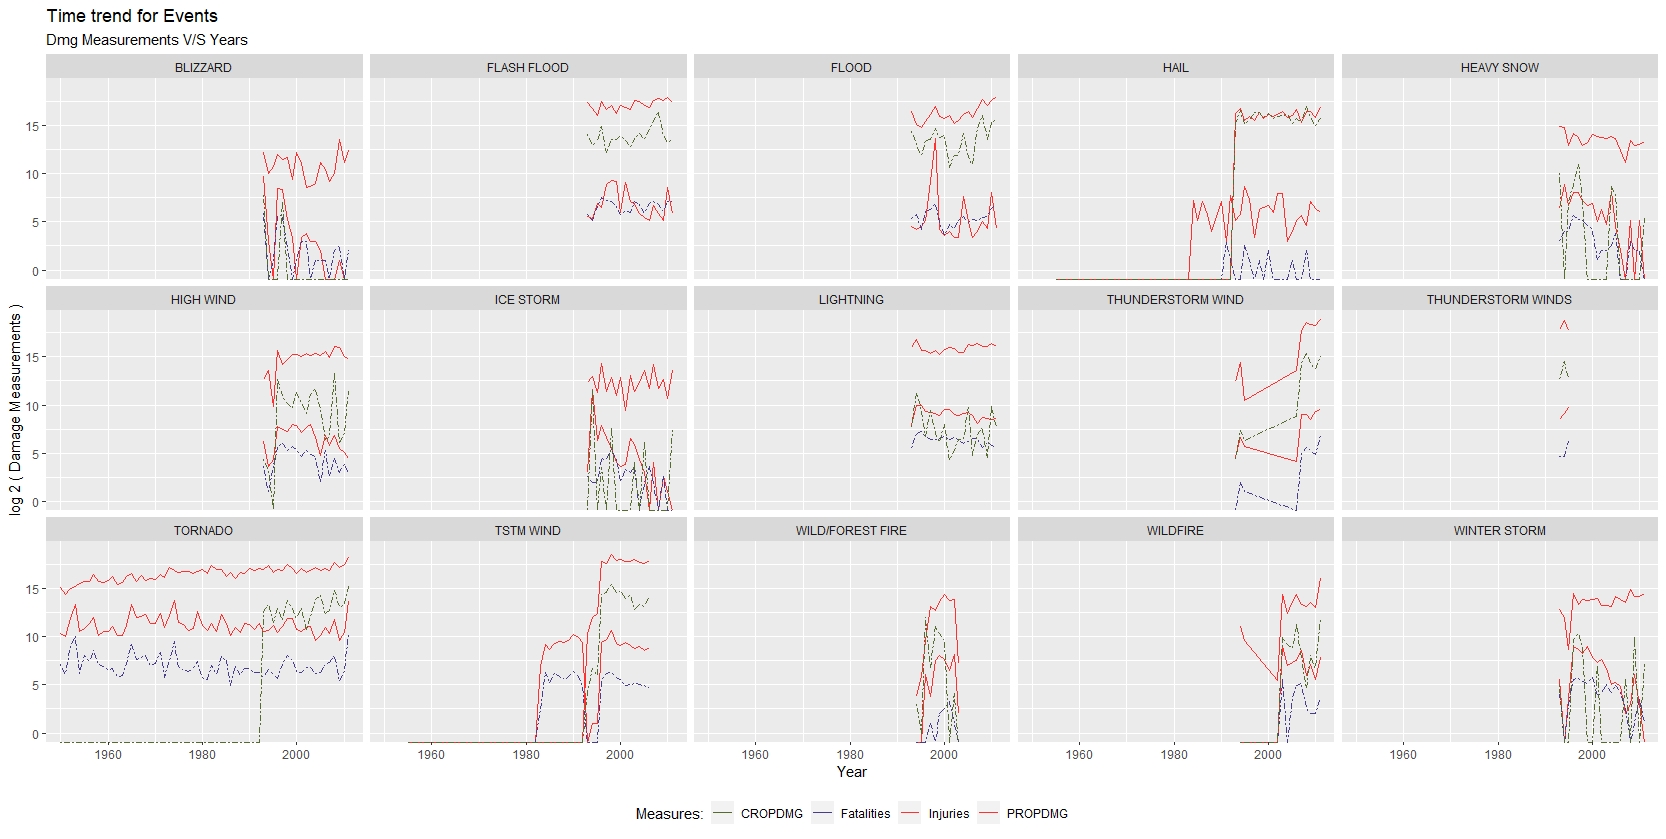 Time trend for Events
Dmg Measurements V/S Years
BLIZZARD FLASH FLOOD FLOOD HAIL HEAVY SNOW
15
10
5
0
HIGH WIND ICE STORM LIGHTNING THUNDERSTORM WIND THUNDERSTORM WINDS
15
10
5
0
log 2 ( Damage Measurements )
TORNADO TSTM WIND WILD/FOREST FIRE WILDFIRE WINTER STORM
15
10
5
0
1960 1980 2000 1960 1980 2000 1960 1980 2000 1960 1980 2000 1960 1980 2000
Year
Measures: CROPDMG Fatalities Injuries PROPDMG